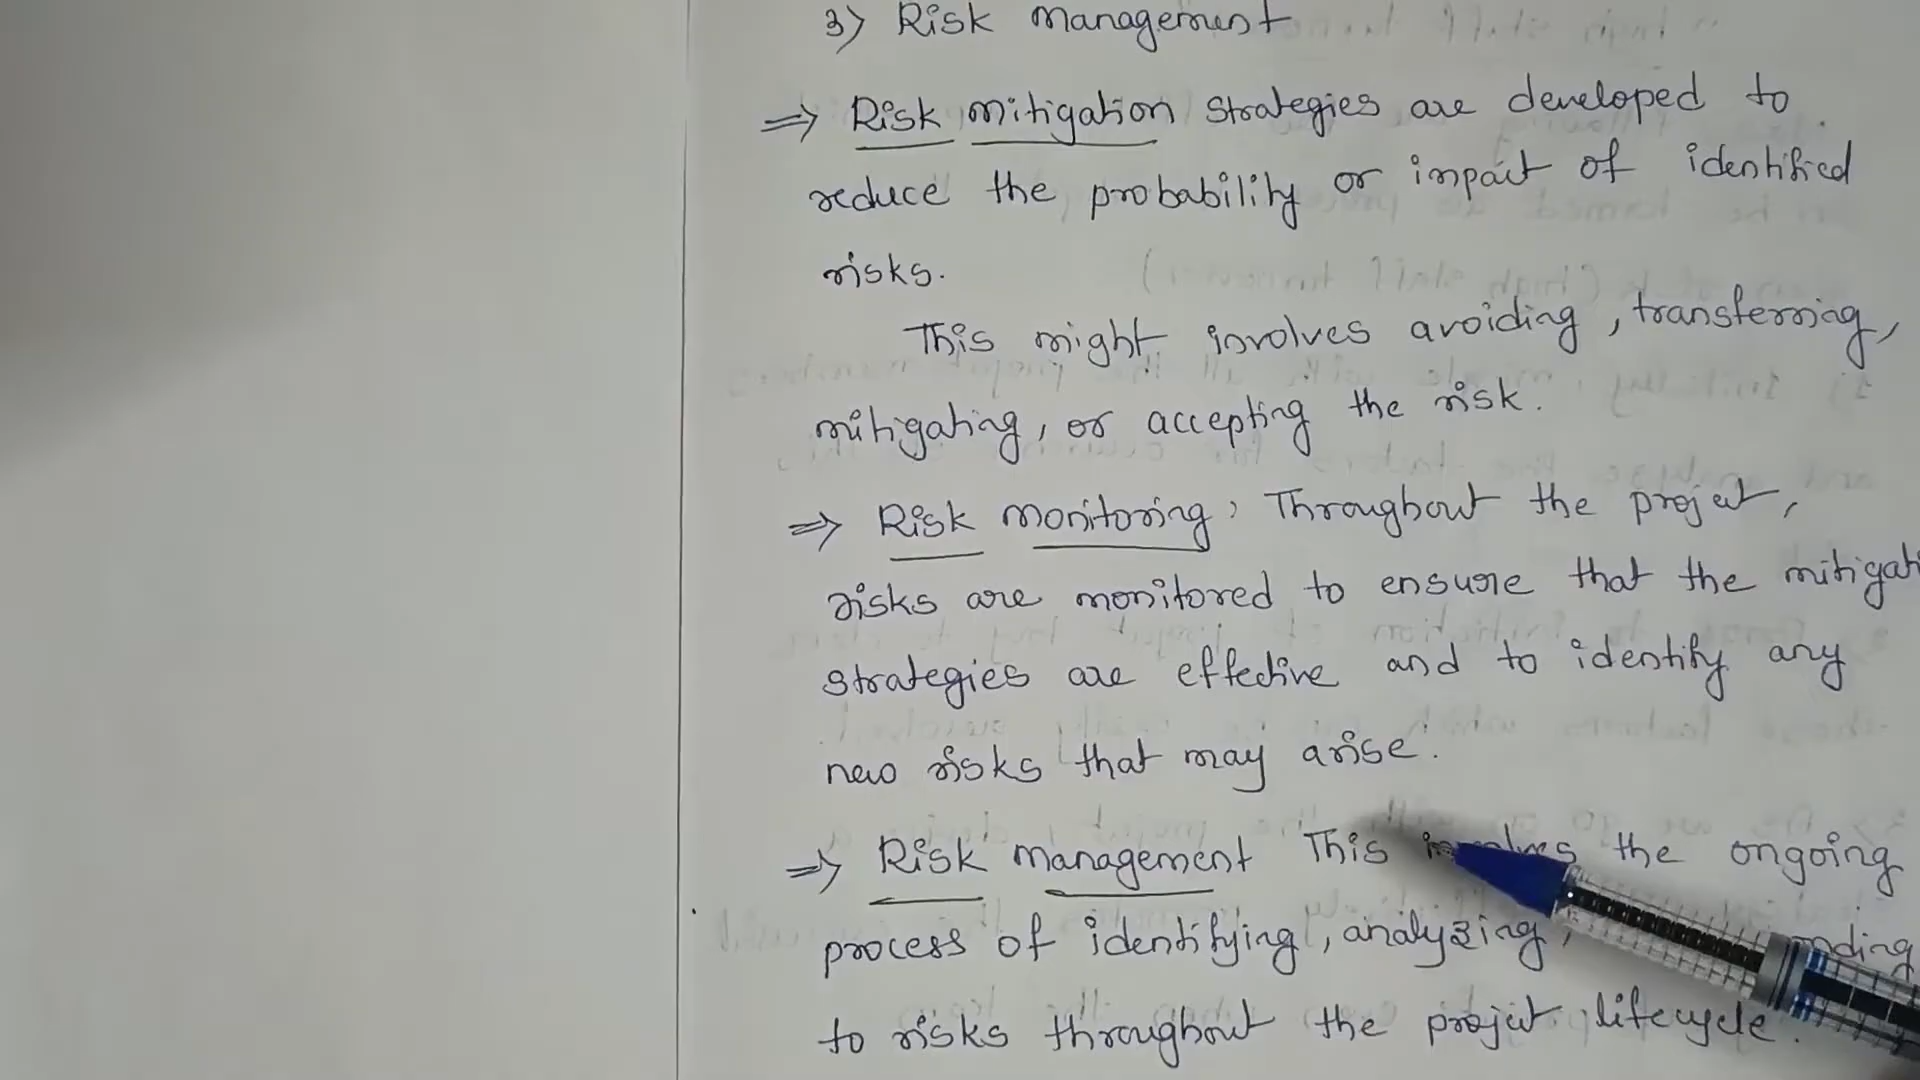 3) Risk management
⇒ Risk mitigation strategies are developed to
reduce the probability or impact of identified
risks.
This might involves avoiding, transferring,
mitigating, or accepting the risk.
⇒ Risk monitoring: Throughout the project,
risks are monitored to ensure that the mitigati
strategies are effective and to identify any
new risks that may arise.
⇒ Risk management This involves the ongoing
process of identifying, analyzing,
to risks throughout the project lifecycle.